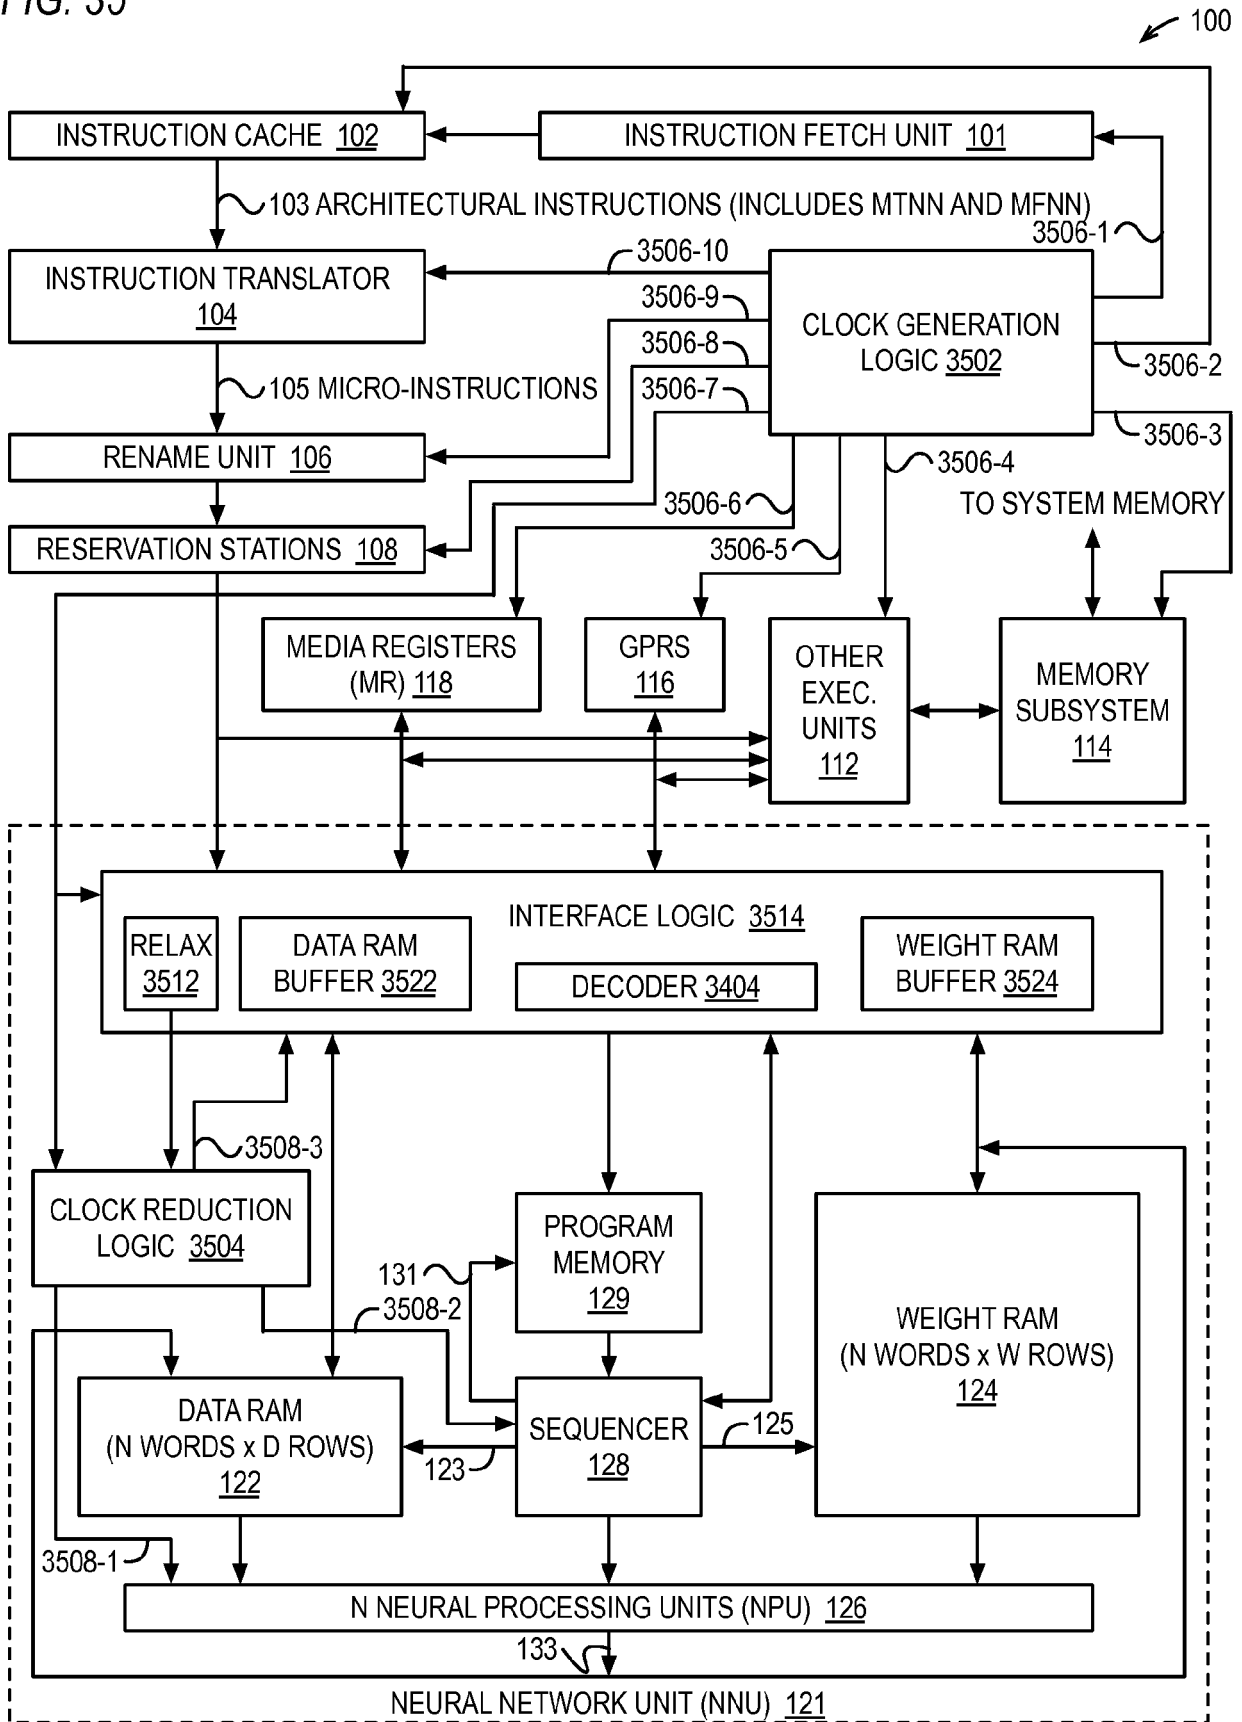 FIG. 35
100
INSTRUCTION CACHE 102
INSTRUCTION FETCH UNIT 101
103 ARCHITECTURAL INSTRUCTIONS (INCLUDES MTNN AND MFNN)
3506-1
INSTRUCTION TRANSLATOR
104
3506-10
3506-9
3506-8
3506-7
CLOCK GENERATION
LOGIC 3502
3506-2
3506-3
105 MICRO-INSTRUCTIONS
RENAME UNIT 106
3506-4
3506-6
3506-5
TO SYSTEM MEMORY
RESERVATION STATIONS 108
MEDIA REGISTERS
(MR) 118
GPRS
116
OTHER
EXEC.
UNITS
112
MEMORY
SUBSYSTEM
114
INTERFACE LOGIC 3514
RELAX
3512
DATA RAM
BUFFER 3522
DECODER 3404
WEIGHT RAM
BUFFER 3524
3508-3
CLOCK REDUCTION
LOGIC 3504
PROGRAM
MEMORY
129
131
3508-2
WEIGHT RAM
(N WORDS x W ROWS)
124
DATA RAM
(N WORDS x D ROWS)
122
SEQUENCER
128
125
123
3508-1
N NEURAL PROCESSING UNITS (NPU) 126
133
NEURAL NETWORK UNIT (NNU) 121